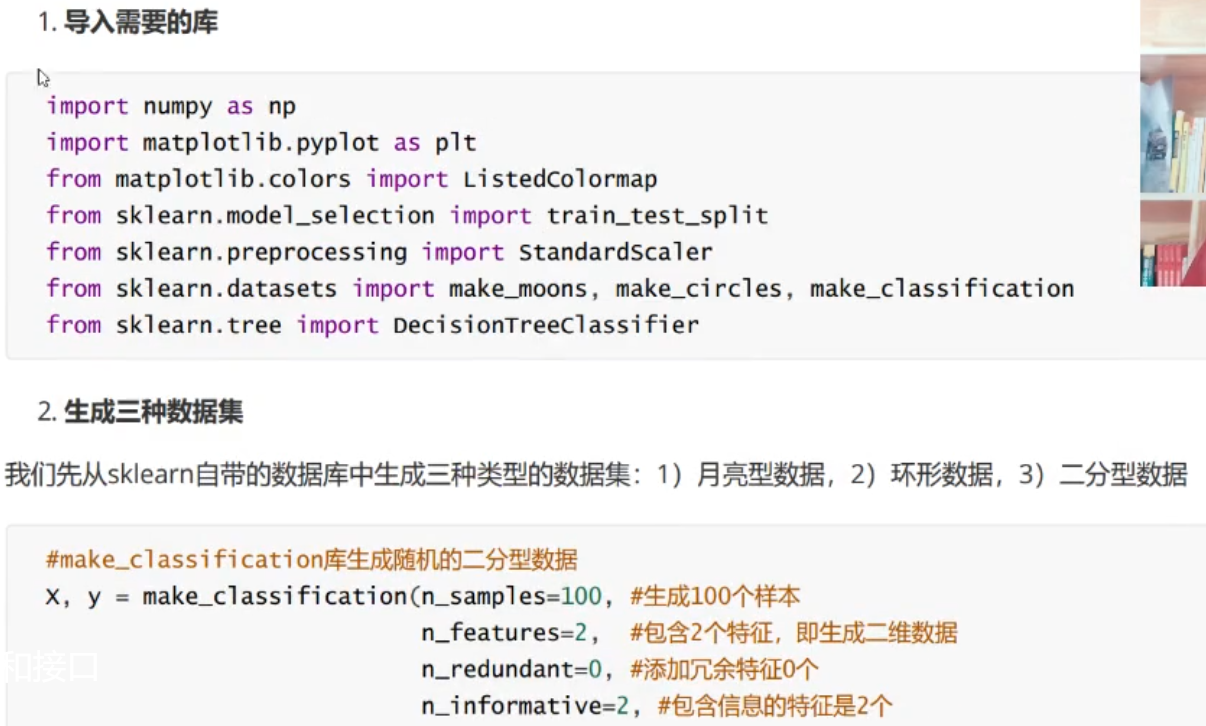 1. 导入需要的库
import numpy as np
import matplotlib.pyplot as plt
from matplotlib.colors import ListedColormap
from sklearn.model_selection import train_test_split
from sklearn.preprocessing import StandardScaler
from sklearn.datasets import make_moons, make_circles, make_classification
from sklearn.tree import DecisionTreeClassifier
2. 生成三种数据集
我们先从sklearn自带的数据库中生成三种类型的数据集：1）月亮型数据，2）环形数据，3）二分型数据
#make_classification库生成随机的二分型数据
X, y = make_classification(n_samples=100, #生成100个样本
n_features=2, #包含2个特征，即生成二维数据
n_redundant=0, #添加冗余特征0个
n_informative=2, #包含信息的特征是2个
和接口